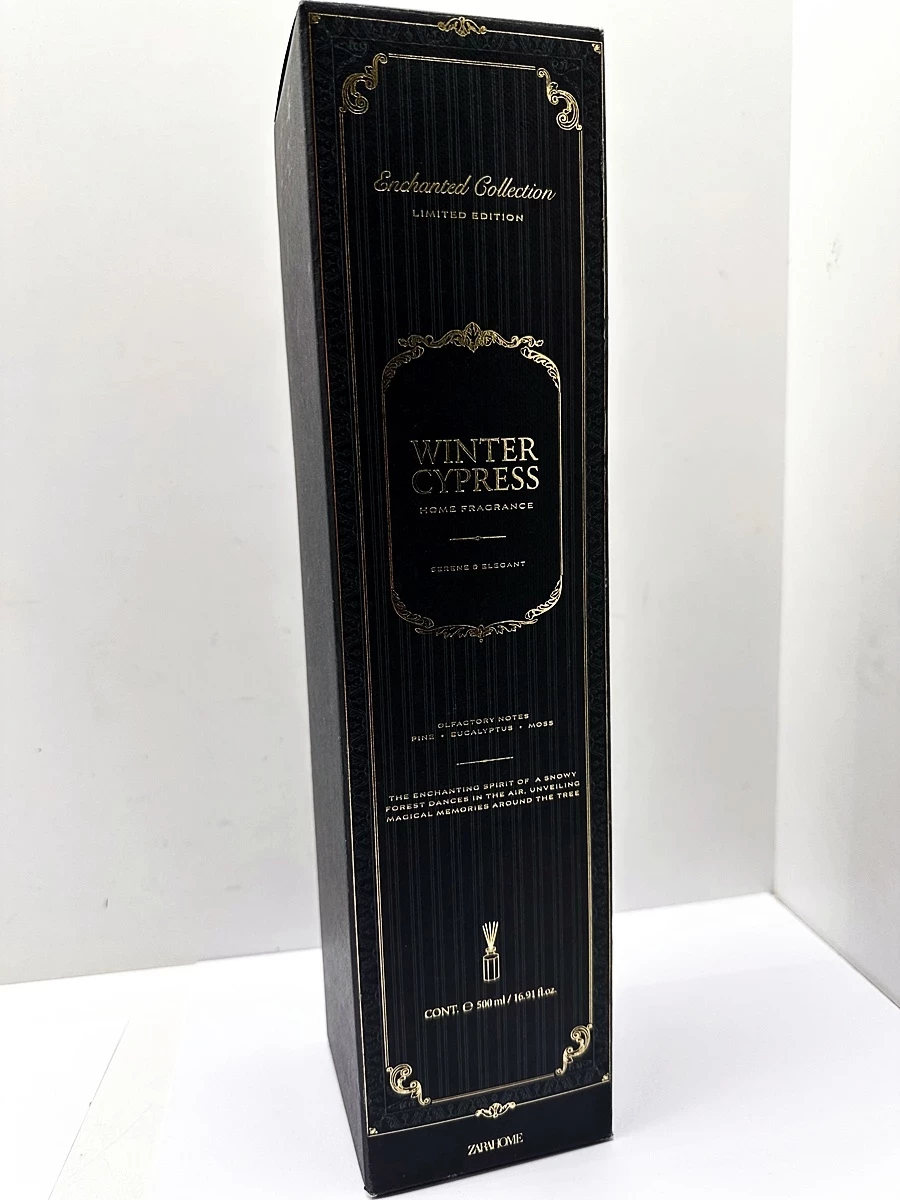 Enchanted Collection
LIMITED EDITION
WINTER
CYPRESS
HOME FRAGRANCE
SERENE & ELEGANT
OLFACTORY NOTES
PINE • EUCALYPTUS • MOSS
THE ENCHANTING SPIRIT OF A SNOWY
FOREST DANCES IN THE AIR, UNVEILING
MAGICAL MEMORIES AROUND THE TREE
CONT. ℮ 500 ml / 16.91 fl.oz.
ZARA HOME